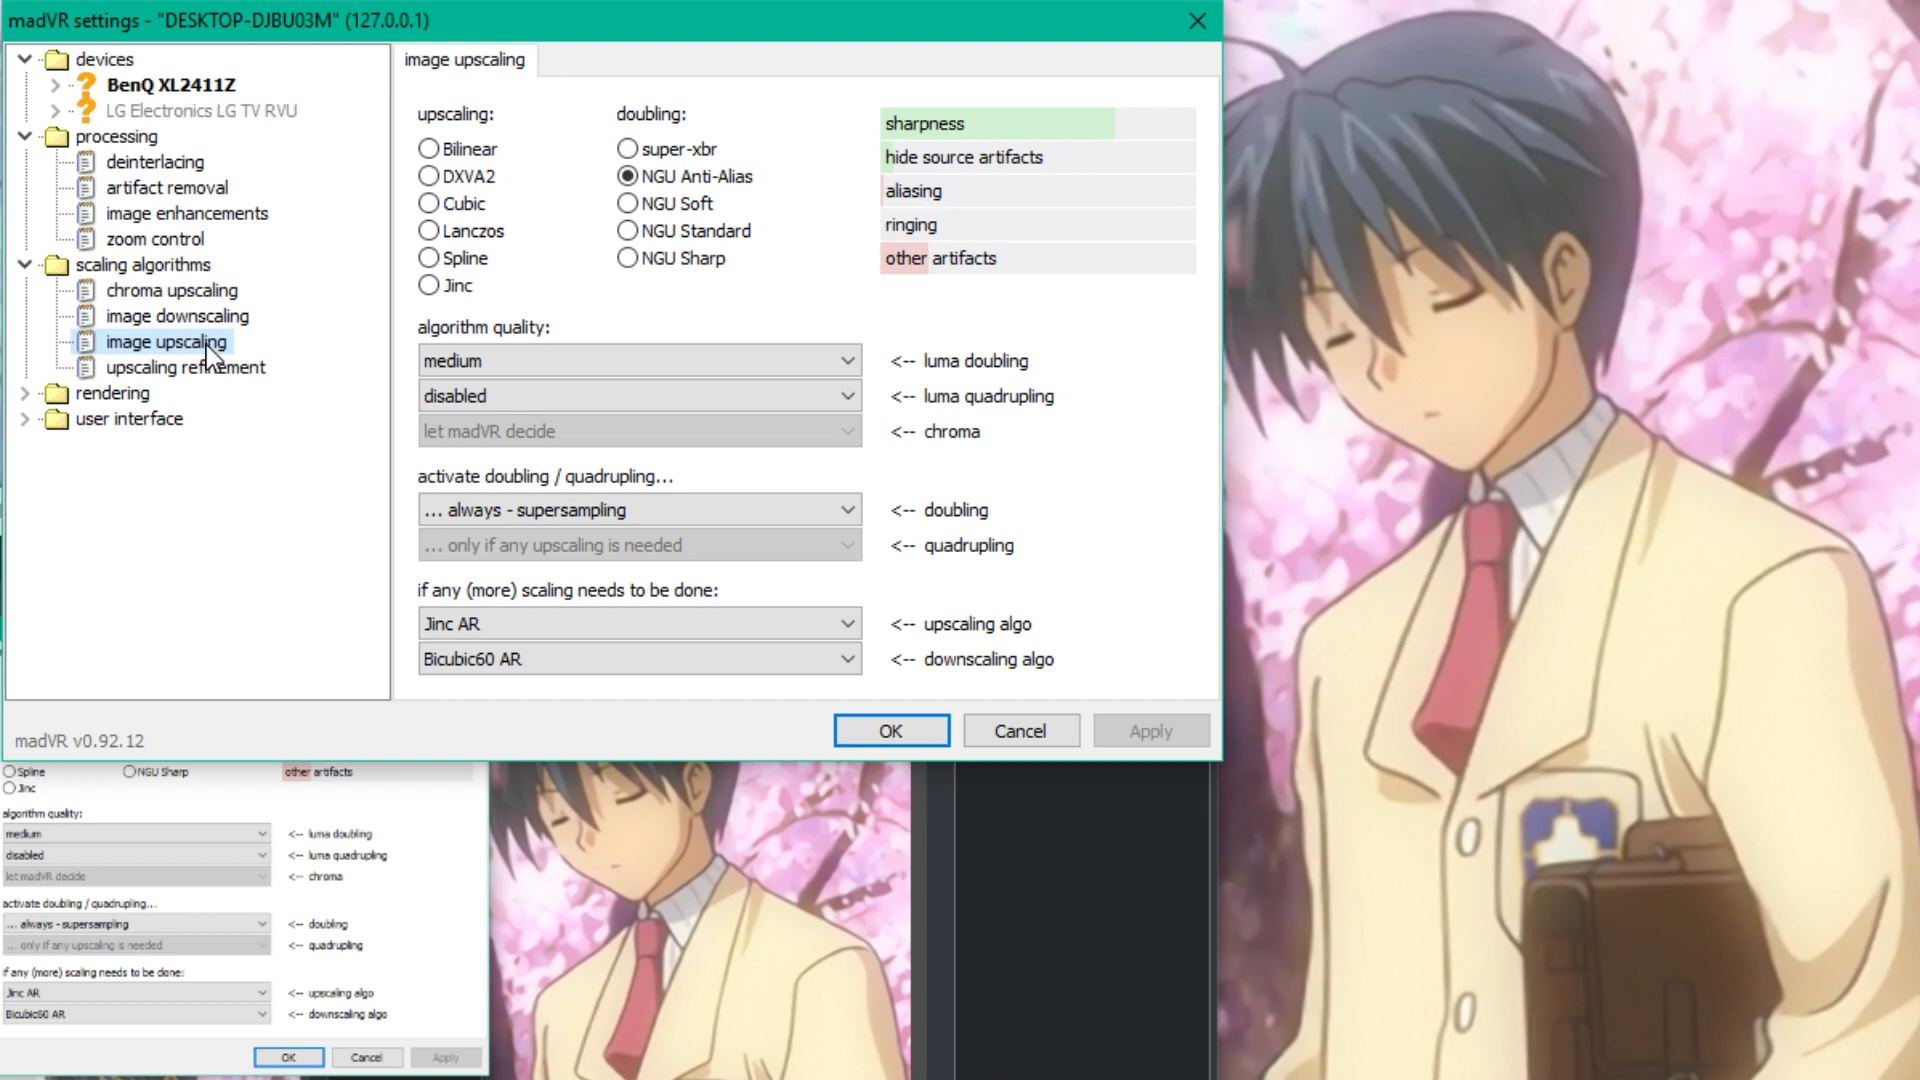 madVR settings - "DESKTOP-DJBU03M" (127.0.0.1)
devices
BenQ XL2411Z
LG Electronics LG TV RVU
processing
deinterlacing
artifact removal
image enhancements
zoom control
scaling algorithms
chroma upscaling
image downscaling
image upscaling
upscaling refinement
rendering
user interface
madVR v0.92.12
image upscaling
upscaling:
Bilinear
DXVA2
Cubic
Lanczos
Spline
Jinc
doubling:
super-xbr
NGU Anti-Alias
NGU Soft
NGU Standard
NGU Sharp
sharpness
hide source artifacts
aliasing
ringing
other artifacts
algorithm quality:
medium <-- luma doubling
disabled <-- luma quadrupling
let madVR decide <-- chroma
activate doubling / quadrupling...
... always - supersampling <-- doubling
... only if any upscaling is needed <-- quadrupling
if any (more) scaling needs to be done:
Jinc AR <-- upscaling algo
Bicubic60 AR <-- downscaling algo
OK Cancel Apply
Spline NGU Sharp other artifacts
Jinc
algorithm quality:
medium <-- luma doubling
disabled <-- luma quadrupling
let madVR decide <-- chroma
activate doubling / quadrupling...
... always - supersampling <-- doubling
... only if any upscaling is needed <-- quadrupling
if any (more) scaling needs to be done:
Jinc AR <-- upscaling algo
Bicubic60 AR <-- downscaling algo
OK Cancel Apply